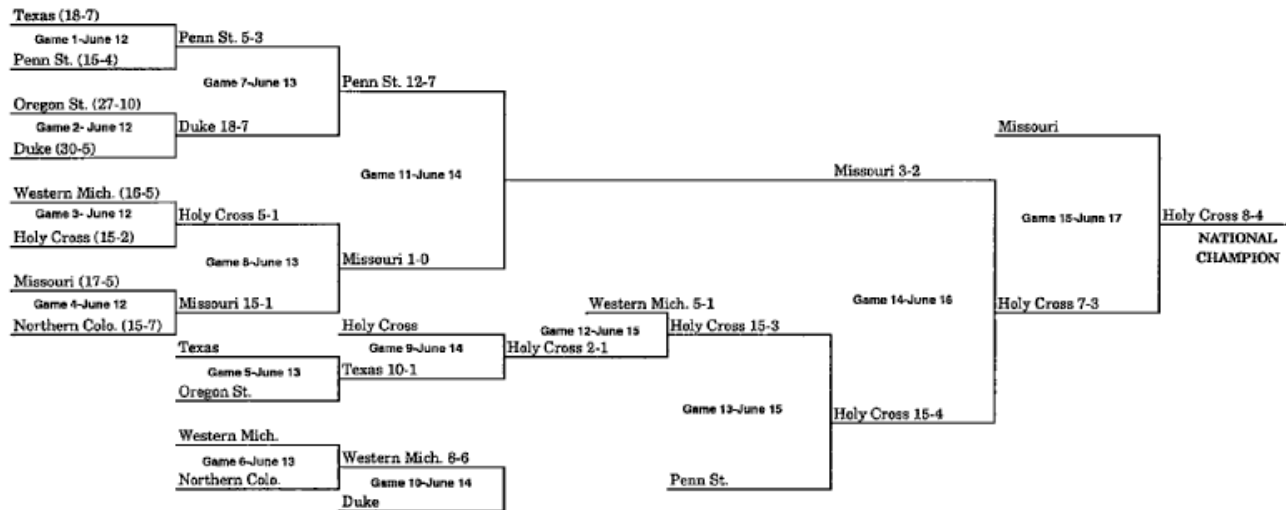 Texas (18-7)
Game 1-June 12
Penn St. (15-4)
Penn St. 5-3
Game 7-June 13
Penn St. 12-7
Oregon St. (27-10)
Game 2- June 12
Duke (30-5)
Duke 18-7
Game 11-June 14
Western Mich. (16-5)
Game 3- June 12
Holy Cross (15-2)
Holy Cross 5-1
Game 8-June 13
Missouri 1-0
Missouri (17-5)
Game 4-June 12
Northern Colo. (15-7)
Missouri 15-1
Missouri 3-2
Texas
Game 5-June 13
Oregon St.
Holy Cross
Game 9-June 14
Texas 10-1
Holy Cross 2-1
Western Mich.
Game 6-June 13
Northern Colo.
Western Mich. 8-6
Game 10-June 14
Duke
Western Mich. 5-1
Game 12-June 15
Holy Cross 15-3
Game 13-June 15
Penn St.
Holy Cross 15-4
Game 14-June 16
Holy Cross 7-3
Missouri
Game 15-June 17
Holy Cross 8-4
NATIONAL
CHAMPION